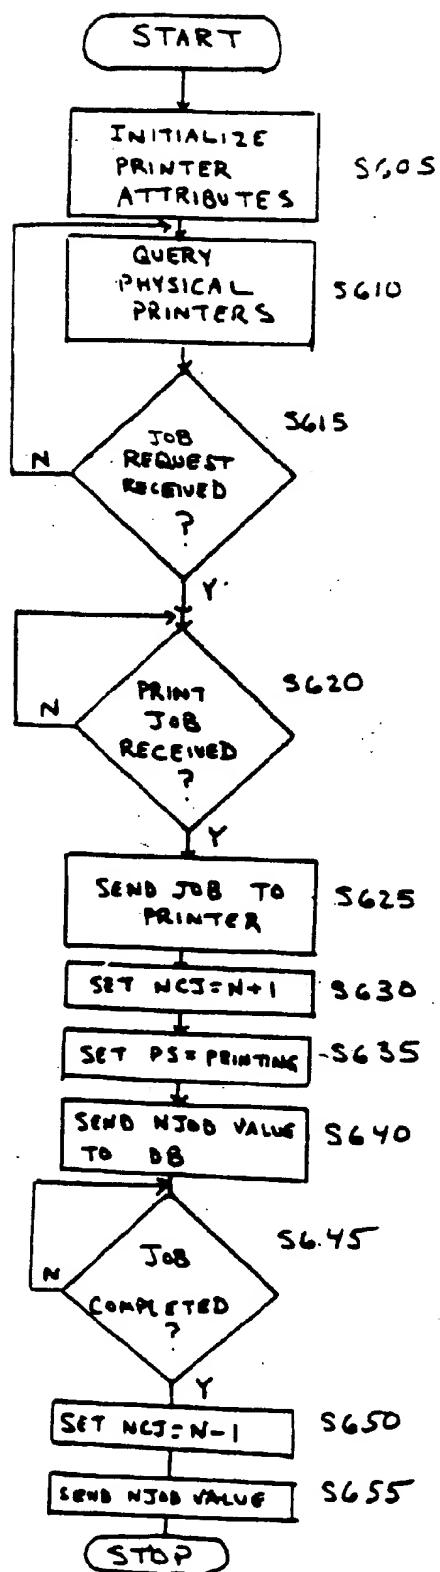 START
INITIALIZE
PRINTER
ATTRIBUTES
S605
QUERY
PHYSICAL
PRINTERS
S610
JOB
REQUEST
RECEIVED
?
S615
N
Y
PRINT
JOB
RECEIVED
?
S620
N
Y
SEND JOB TO
PRINTER
S625
SET NCJ=N+1
S630
SET PS=PRINTING
S635
SEND NJOD VALUE
TO DB
S640
JOB
COMPLETED
?
S645
N
Y
SET NCJ=N-1
S650
SEND NJOD VALUE
S655
STOP